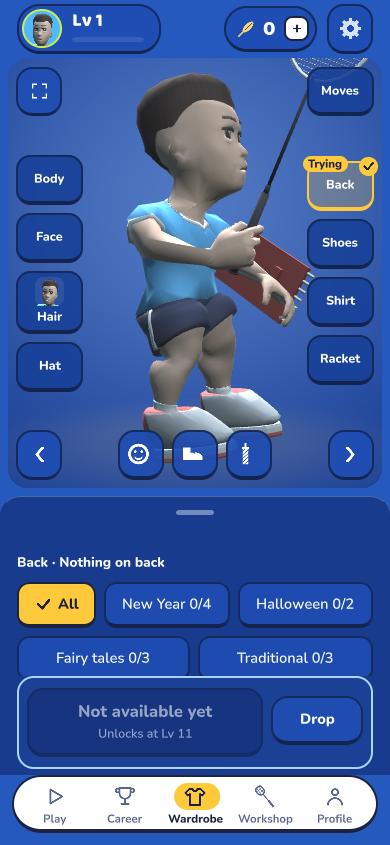 Lv 1
0
+
Moves
Trying
Body
Back
Face
Shoes
Hair
Shirt
Hat
Racket
Back · Nothing on back
All
New Year 0/4
Halloween 0/2
Fairy tales 0/3
Traditional 0/3
Not available yet
Unlocks at Lv 11
Drop
Play
Career
Wardrobe
Workshop
Profile